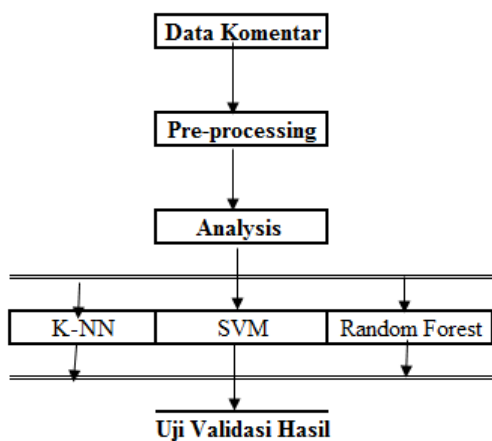 Data Komentar
Pre-processing
Analysis
K-NN SVM Random Forest
Uji Validasi Hasil